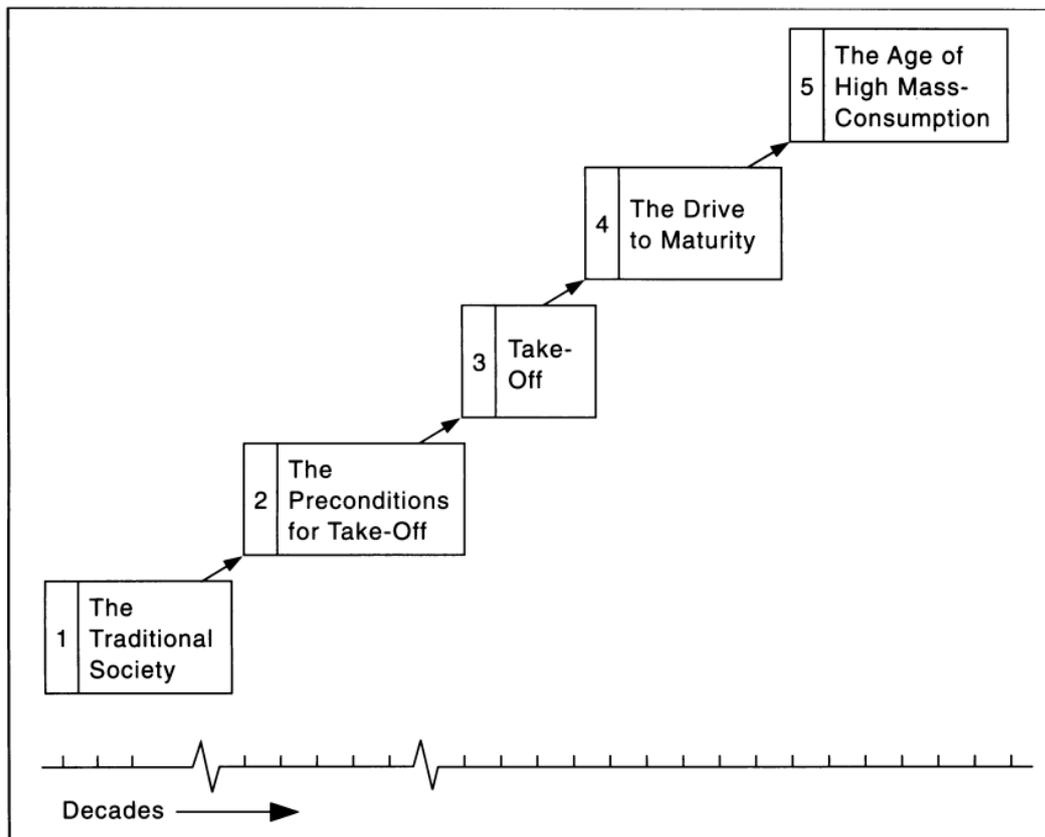 5
The Age of
High Mass-
Consumption
4
The Drive
to Maturity
3
Take-
Off
2
The
Preconditions
for Take-Off
1
The
Traditional
Society
Decades